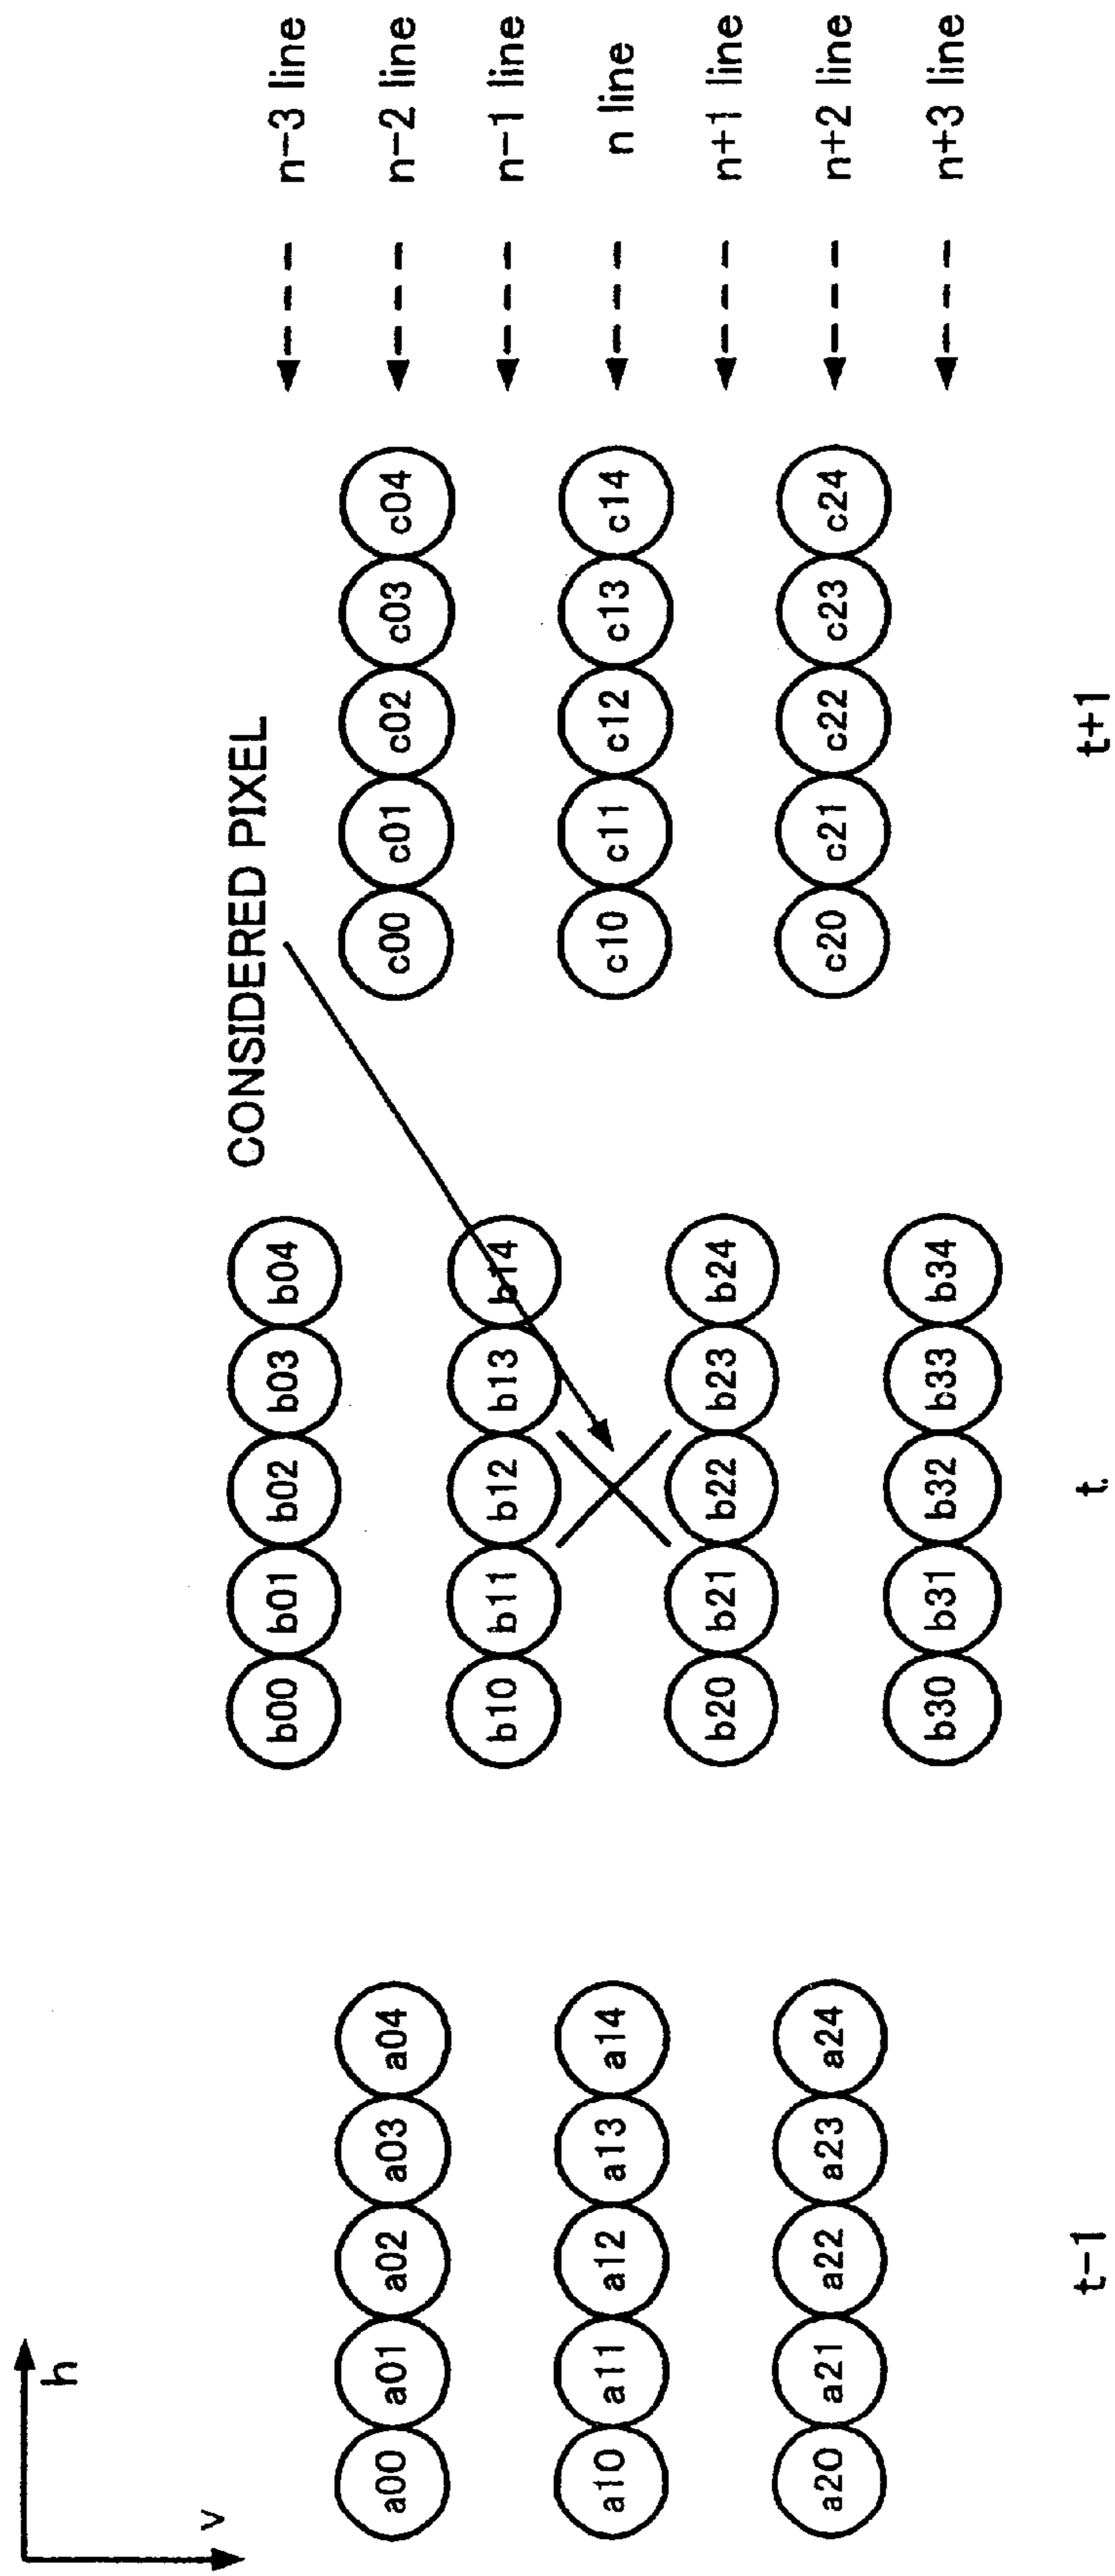 h
v
CONSIDERED PIXEL
b00 b01 b02 b03 b04 n-3 line
a00 a01 a02 a03 a04 c00 c01 c02 c03 c04 n-2 line
b10 b11 b12 b13 b14 n-1 line
a10 a11 a12 a13 a14 c10 c11 c12 c13 c14 n line
b20 b21 b22 b23 b24 n+1 line
a20 a21 a22 a23 a24 c20 c21 c22 c23 c24 n+2 line
b30 b31 b32 b33 b34 n+3 line
t-1 t t+1